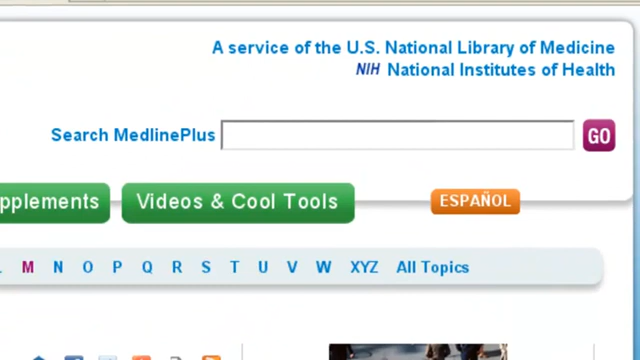 A service of the U.S. National Library of Medicine
NIH National Institutes of Health
Search MedlinePlus GO
pplements Videos & Cool Tools ESPAÑOL
M N O P Q R S T U V W XYZ All Topics